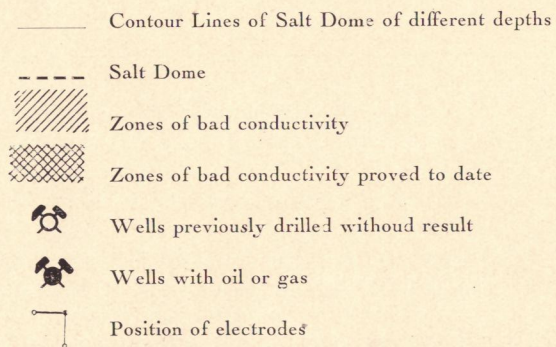 Contour Lines of Salt Dome of different depths
Salt Dome
Zones of bad conductivity
Zones of bad conductivity proved to date
Wells previously drilled withoud result
Wells with oil or gas
Position of electrodes